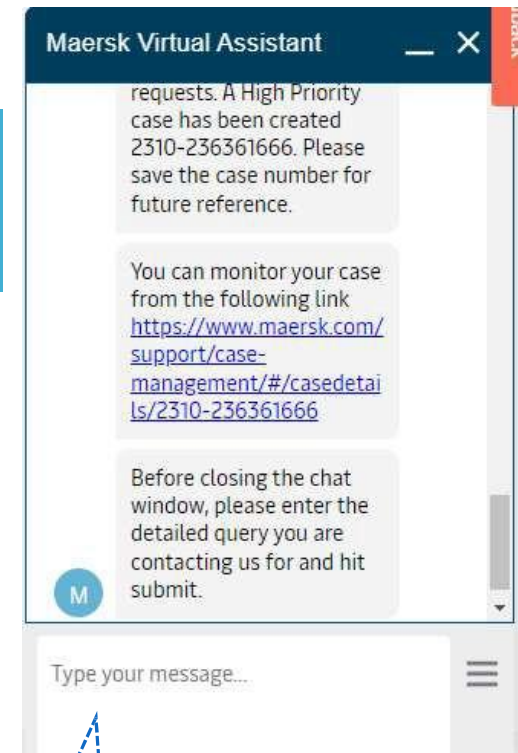 Maersk Virtual Assistant
requests. A High Priority
case has been created
2310-236361666. Please
save the case number for
future reference.
You can monitor your case
from the following link
https://www.maersk.com/
support/case-
management/#/casedetai
ls/2310-236361666
Before closing the chat
window, please enter the
detailed query you are
contacting us for and hit
submit.
M
Type your message...